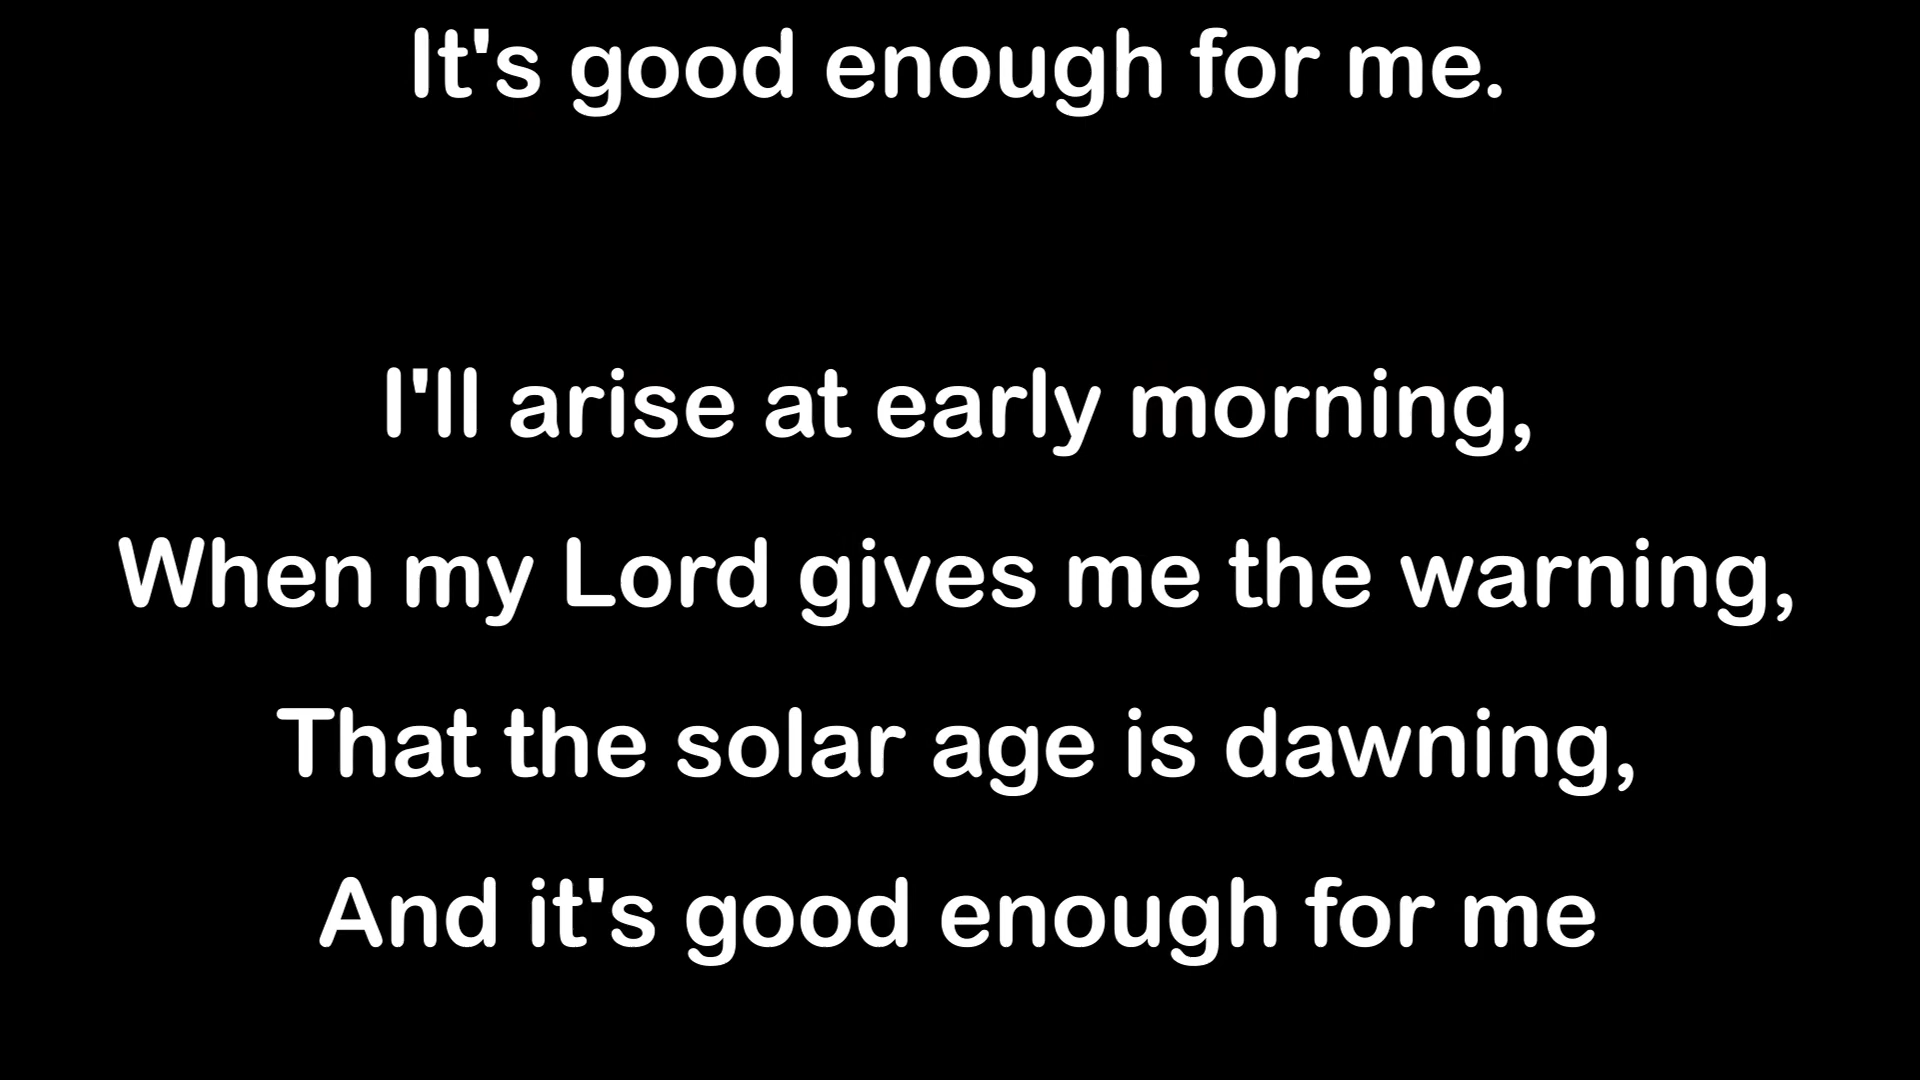 It's good enough for me.
I'll arise at early morning,
When my Lord gives me the warning,
That the solar age is dawning,
And it's good enough for me